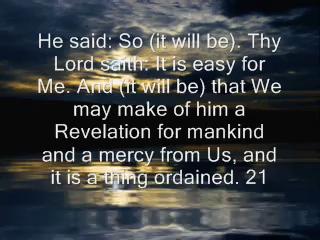 He said: So (it will be). Thy
Lord saith: It is easy for
Me. And (it will be) that We
may make of him a
Revelation for mankind
and a mercy from Us, and
it is a thing ordained. 21